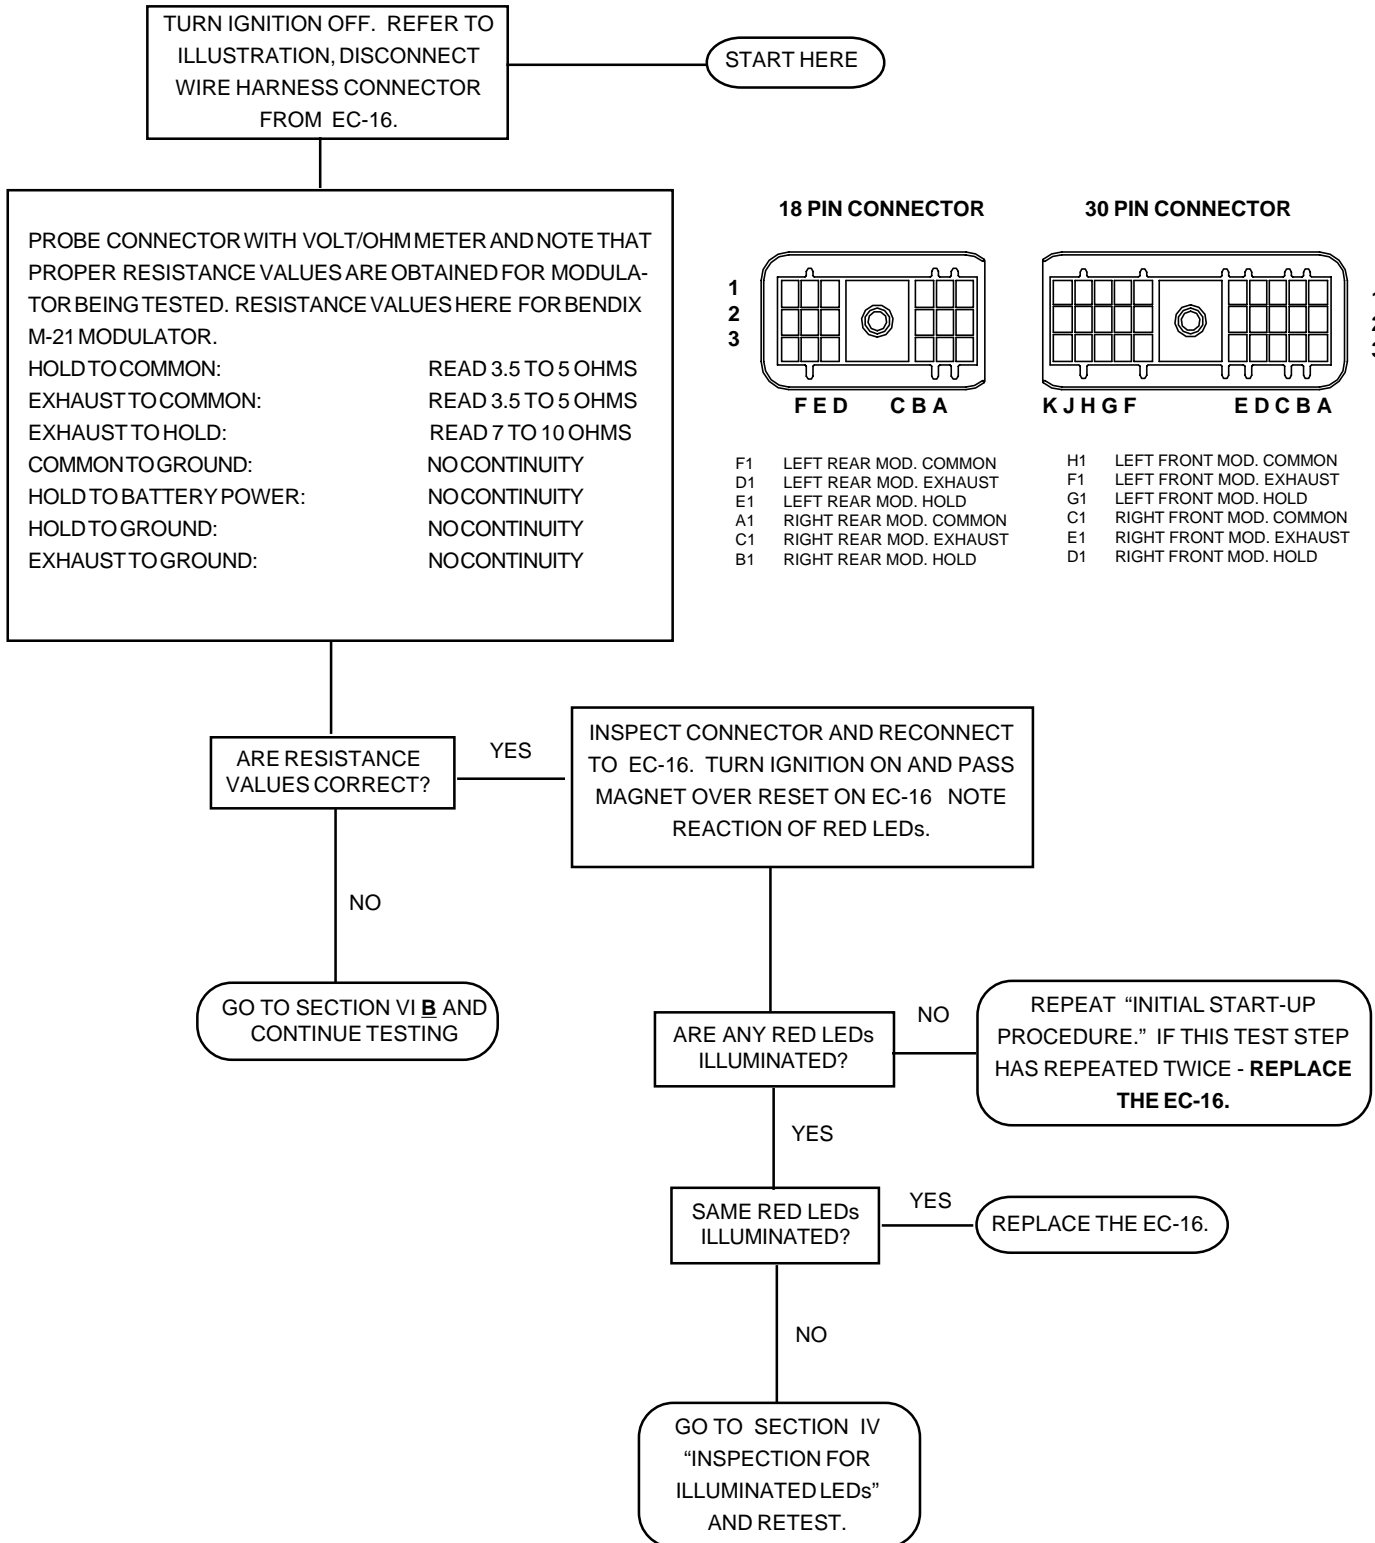 TURN IGNITION OFF. REFER TO
ILLUSTRATION, DISCONNECT
WIRE HARNESS CONNECTOR
FROM EC-16.
START HERE
PROBE CONNECTOR WITH VOLT/OHM METER AND NOTE THAT
PROPER RESISTANCE VALUES ARE OBTAINED FOR MODULA-
TOR BEING TESTED. RESISTANCE VALUES HERE FOR BENDIX
M-21 MODULATOR.
HOLD TO COMMON: READ 3.5 TO 5 OHMS
EXHAUST TO COMMON: READ 3.5 TO 5 OHMS
EXHAUST TO HOLD: READ 7 TO 10 OHMS
COMMON TO GROUND: NO CONTINUITY
HOLD TO BATTERY POWER: NO CONTINUITY
HOLD TO GROUND: NO CONTINUITY
EXHAUST TO GROUND: NO CONTINUITY
18 PIN CONNECTOR
1
2
3
F E D C B A
F1 LEFT REAR MOD. COMMON
D1 LEFT REAR MOD. EXHAUST
E1 LEFT REAR MOD. HOLD
A1 RIGHT REAR MOD. COMMON
C1 RIGHT REAR MOD. EXHAUST
B1 RIGHT REAR MOD. HOLD
30 PIN CONNECTOR
K J H G F E D C B A
H1 LEFT FRONT MOD. COMMON
F1 LEFT FRONT MOD. EXHAUST
G1 LEFT FRONT MOD. HOLD
C1 RIGHT FRONT MOD. COMMON
E1 RIGHT FRONT MOD. EXHAUST
D1 RIGHT FRONT MOD. HOLD
ARE RESISTANCE
VALUES CORRECT?
YES
INSPECT CONNECTOR AND RECONNECT
TO EC-16. TURN IGNITION ON AND PASS
MAGNET OVER RESET ON EC-16 NOTE
REACTION OF RED LEDs.
NO
GO TO SECTION VI B AND
CONTINUE TESTING
ARE ANY RED LEDs
ILLUMINATED?
NO
REPEAT “INITIAL START-UP
PROCEDURE.” IF THIS TEST STEP
HAS REPEATED TWICE - REPLACE
THE EC-16.
YES
SAME RED LEDs
ILLUMINATED?
YES
REPLACE THE EC-16.
NO
GO TO SECTION IV
“INSPECTION FOR
ILLUMINATED LEDs”
AND RETEST.